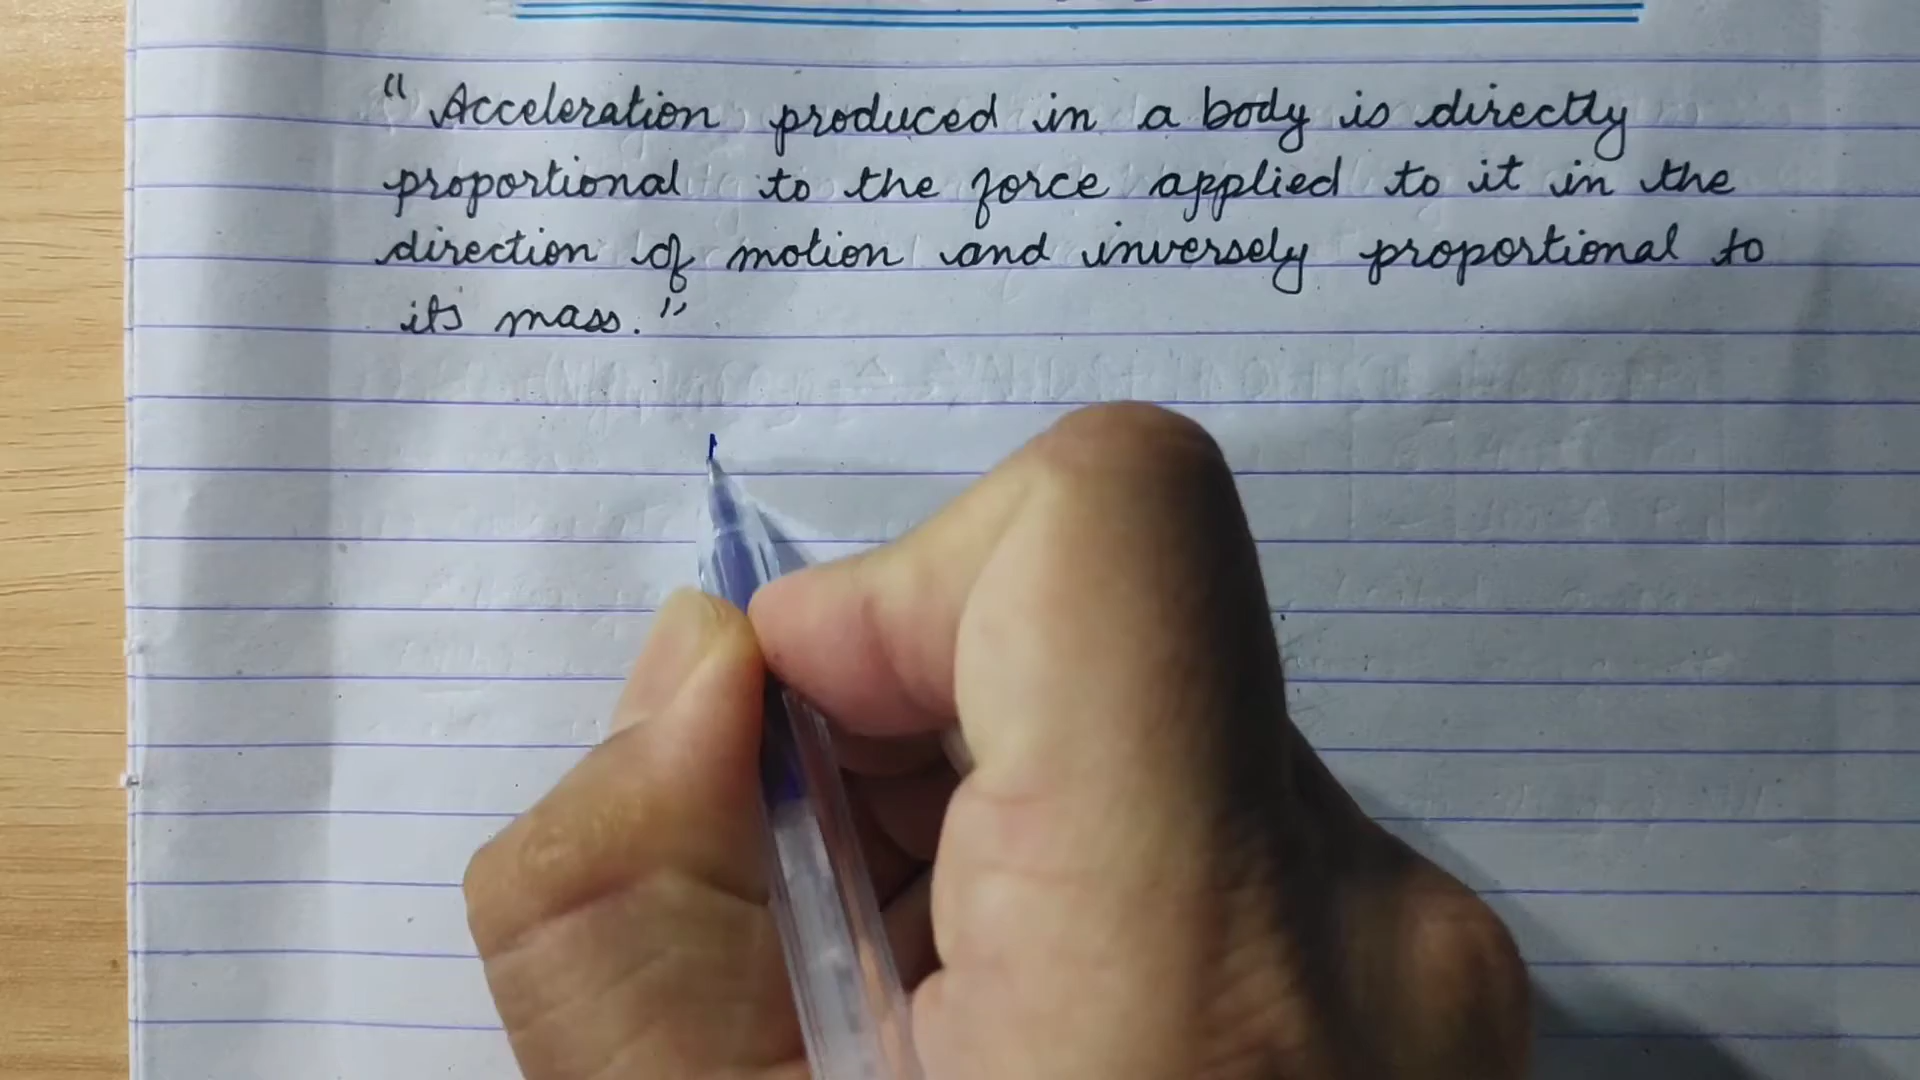 “ Acceleration produced in a body is directly
proportional to the force applied to it in the
direction of motion and inversely proportional to
its mass.”